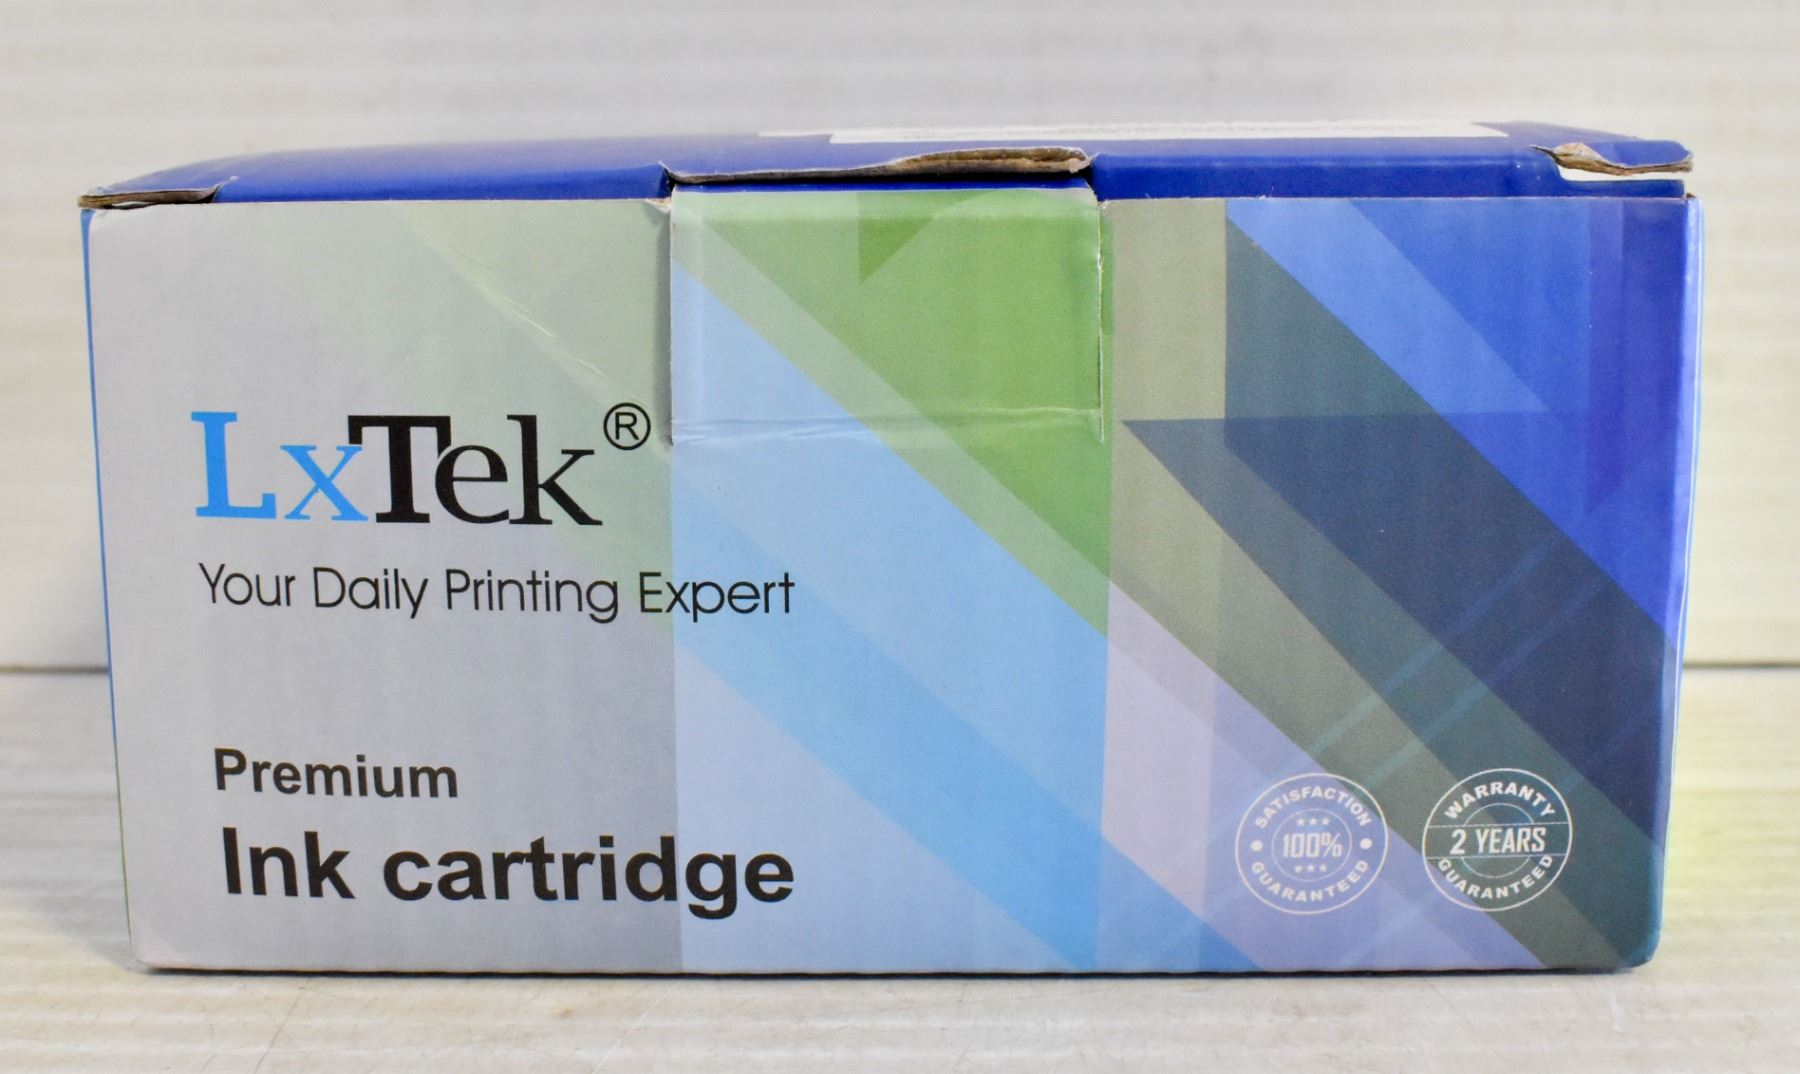 LxTek®
Your Daily Printing Expert
Premium
Ink cartridge
SATISFACTION
100%
GUARANTEED
WARRANTY
2 YEARS
GUARANTEED